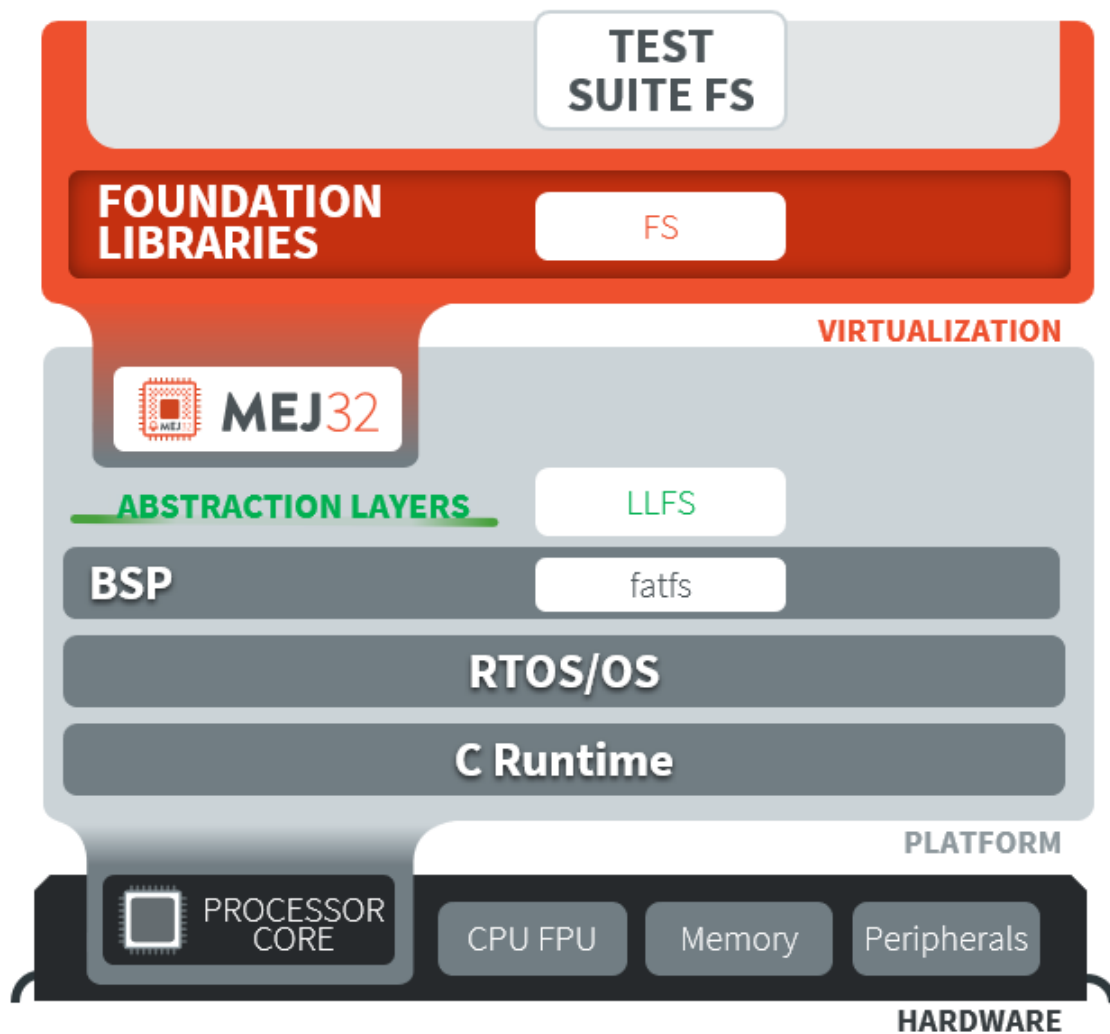 TEST
SUITE FS
FOUNDATION
LIBRARIES
FS
VIRTUALIZATION
MEJ32
MEJ32
ABSTRACTION LAYERS
LLFS
BSP
fatfs
RTOS/OS
C Runtime
PLATFORM
PROCESSOR
CORE
CPU FPU
Memory
Peripherals
HARDWARE